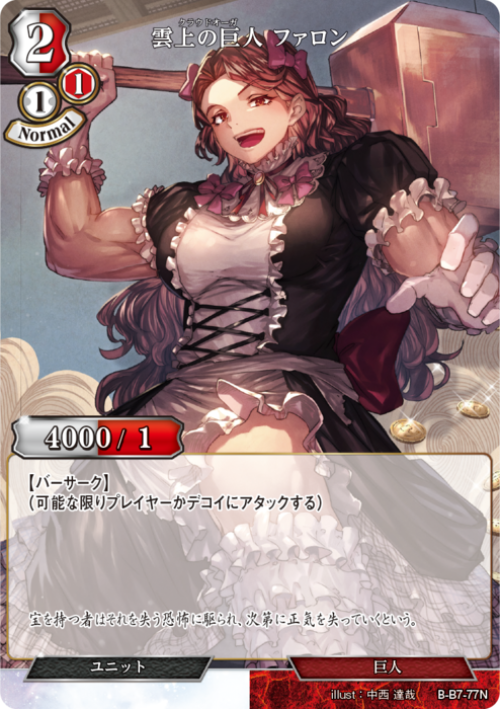 クラウドオーガ
雲上の巨人 ファロン
2
1
1
Normal
4000 / 1
【バーサーク】
(可能な限りプレイヤーかデコイにアタックする)
宝を持つ者はそれを失う恐怖に駆られ、次第に正気を失っていくという。
ユニット
巨人
illust：中西 達哉
B-B7-77N